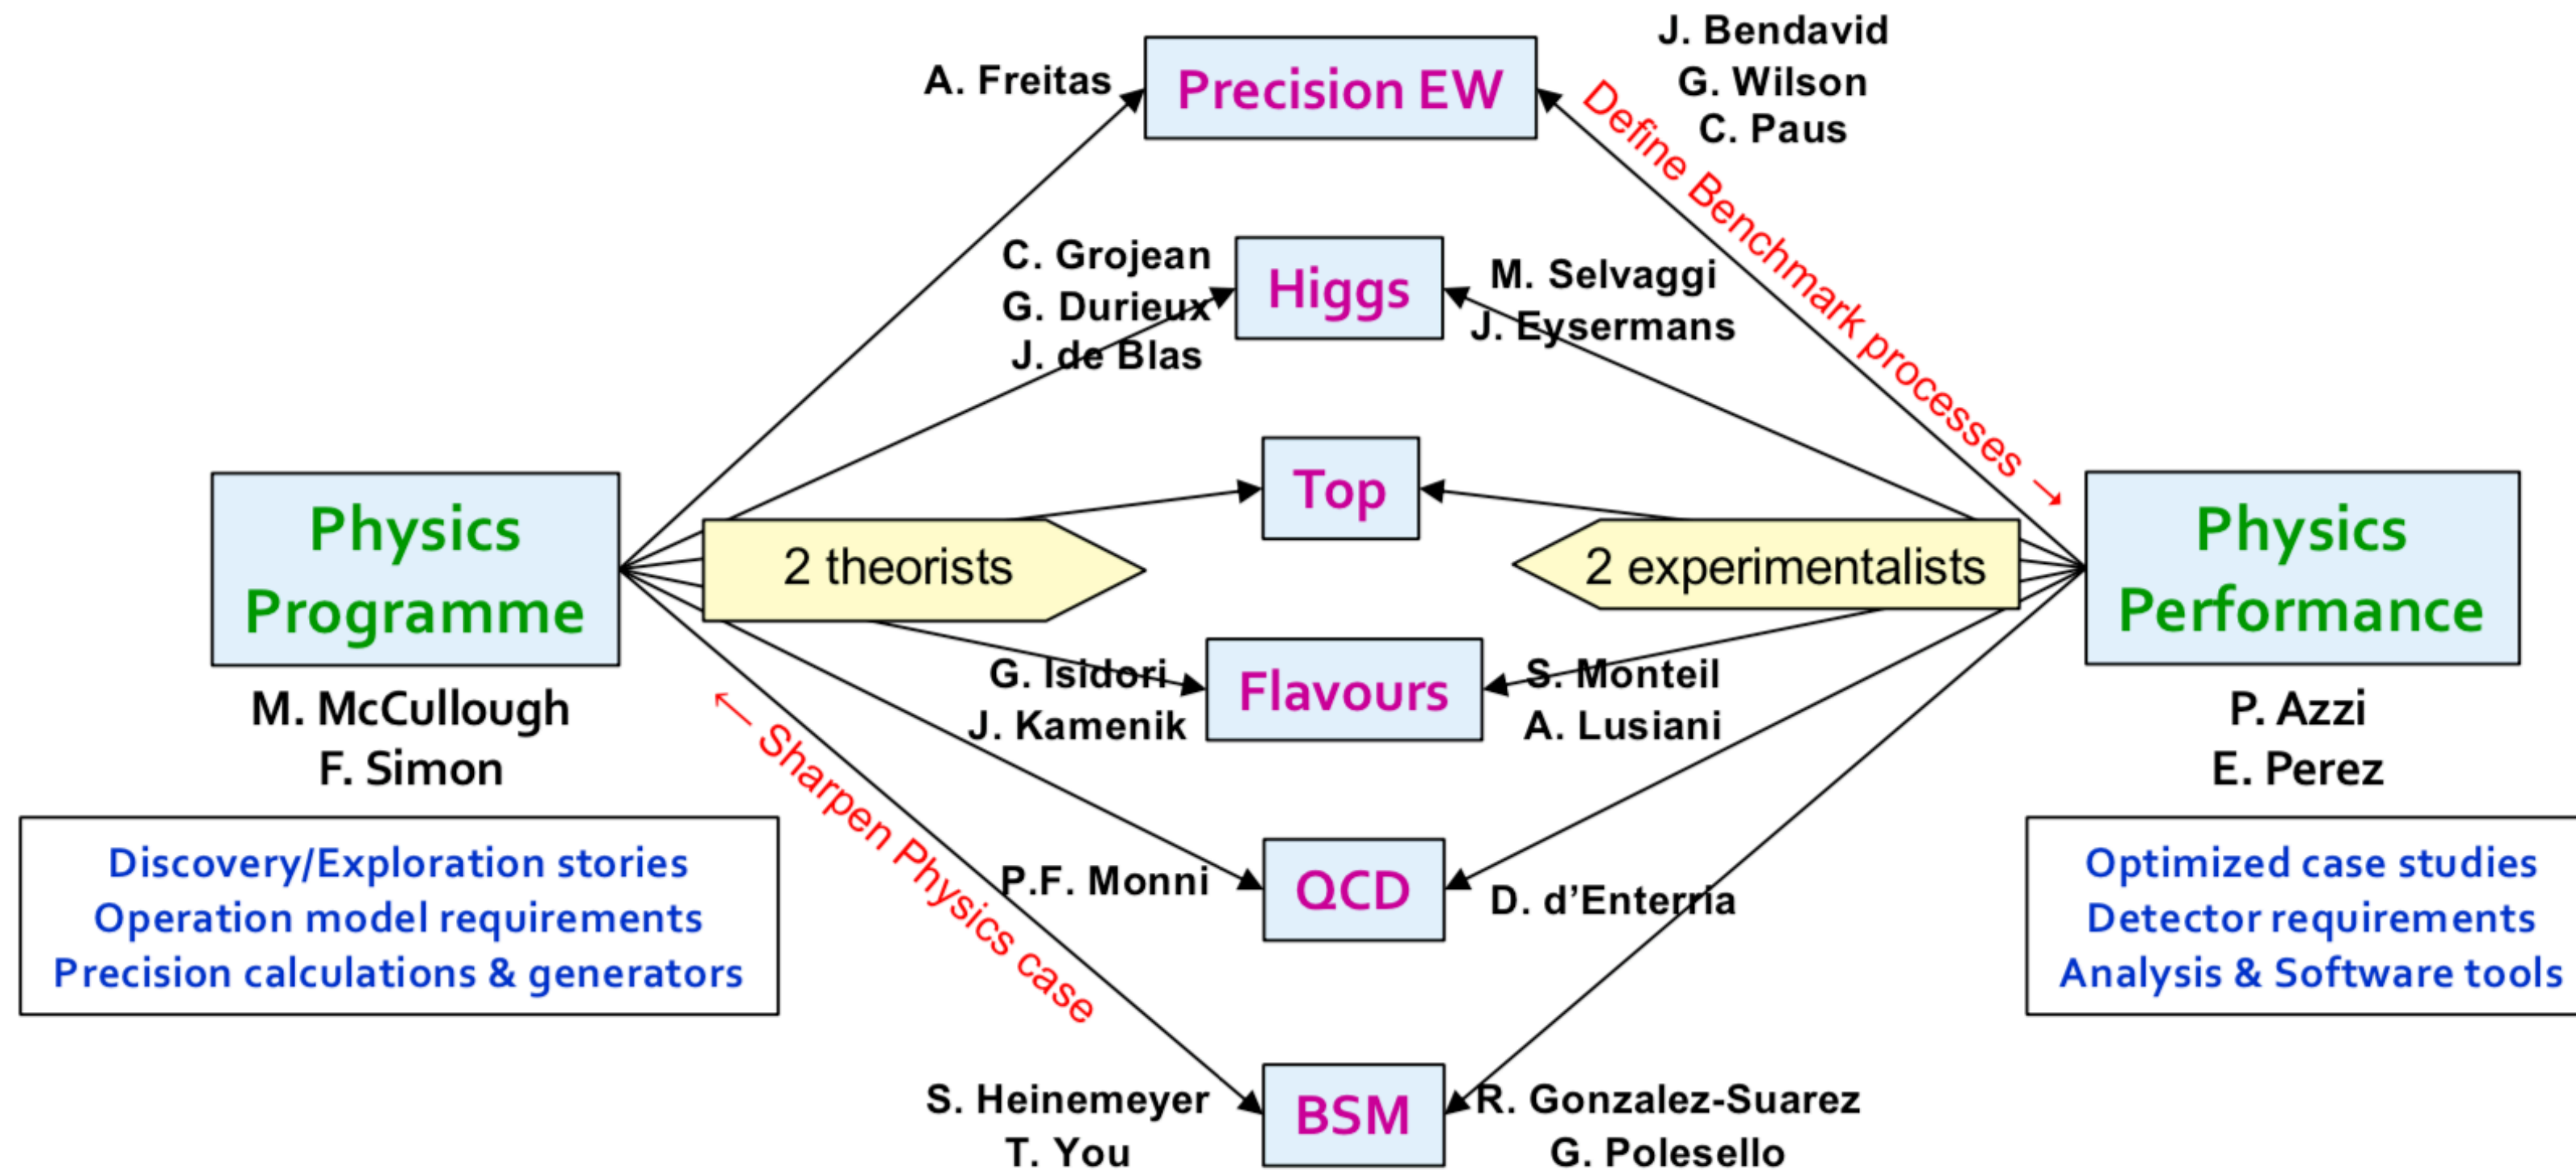 J. Bendavid
A. Freitas
Precision EW
G. Wilson
C. Paus
Define Benchmark processes →
C. Grojean
G. Durieux
J. de Blas
Higgs
M. Selvaggi
J. Eysermans
Top
Physics
Programme
2 theorists
2 experimentalists
Physics
Performance
M. McCullough
F. Simon
G. Isidori
J. Kamenik
Flavours
S. Monteil
A. Lusiani
P. Azzi
E. Perez
← Sharpen Physics case
Discovery/Exploration stories
Operation model requirements
Precision calculations & generators
P.F. Monni
QCD
D. d’Enterria
Optimized case studies
Detector requirements
Analysis & Software tools
S. Heinemeyer
T. You
BSM
R. Gonzalez-Suarez
G. Polesello